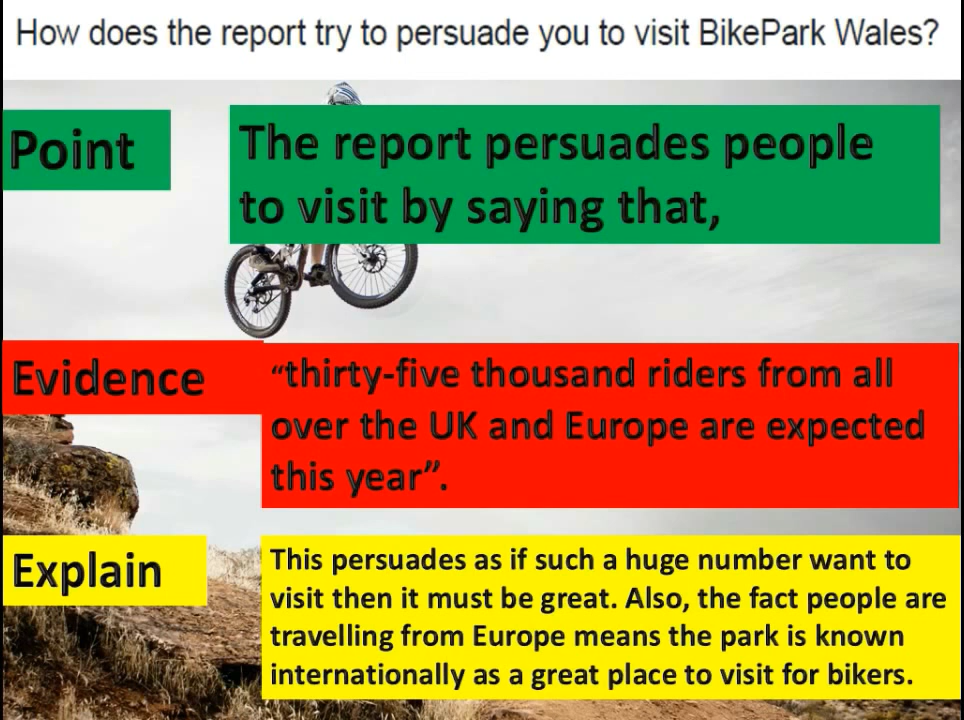 How does the report try to persuade you to visit BikePark Wales?
Point
The report persuades people
to visit by saying that,
Evidence
“thirty-five thousand riders from all
over the UK and Europe are expected
this year”.
Explain
This persuades as if such a huge number want to
visit then it must be great. Also, the fact people are
travelling from Europe means the park is known
internationally as a great place to visit for bikers.